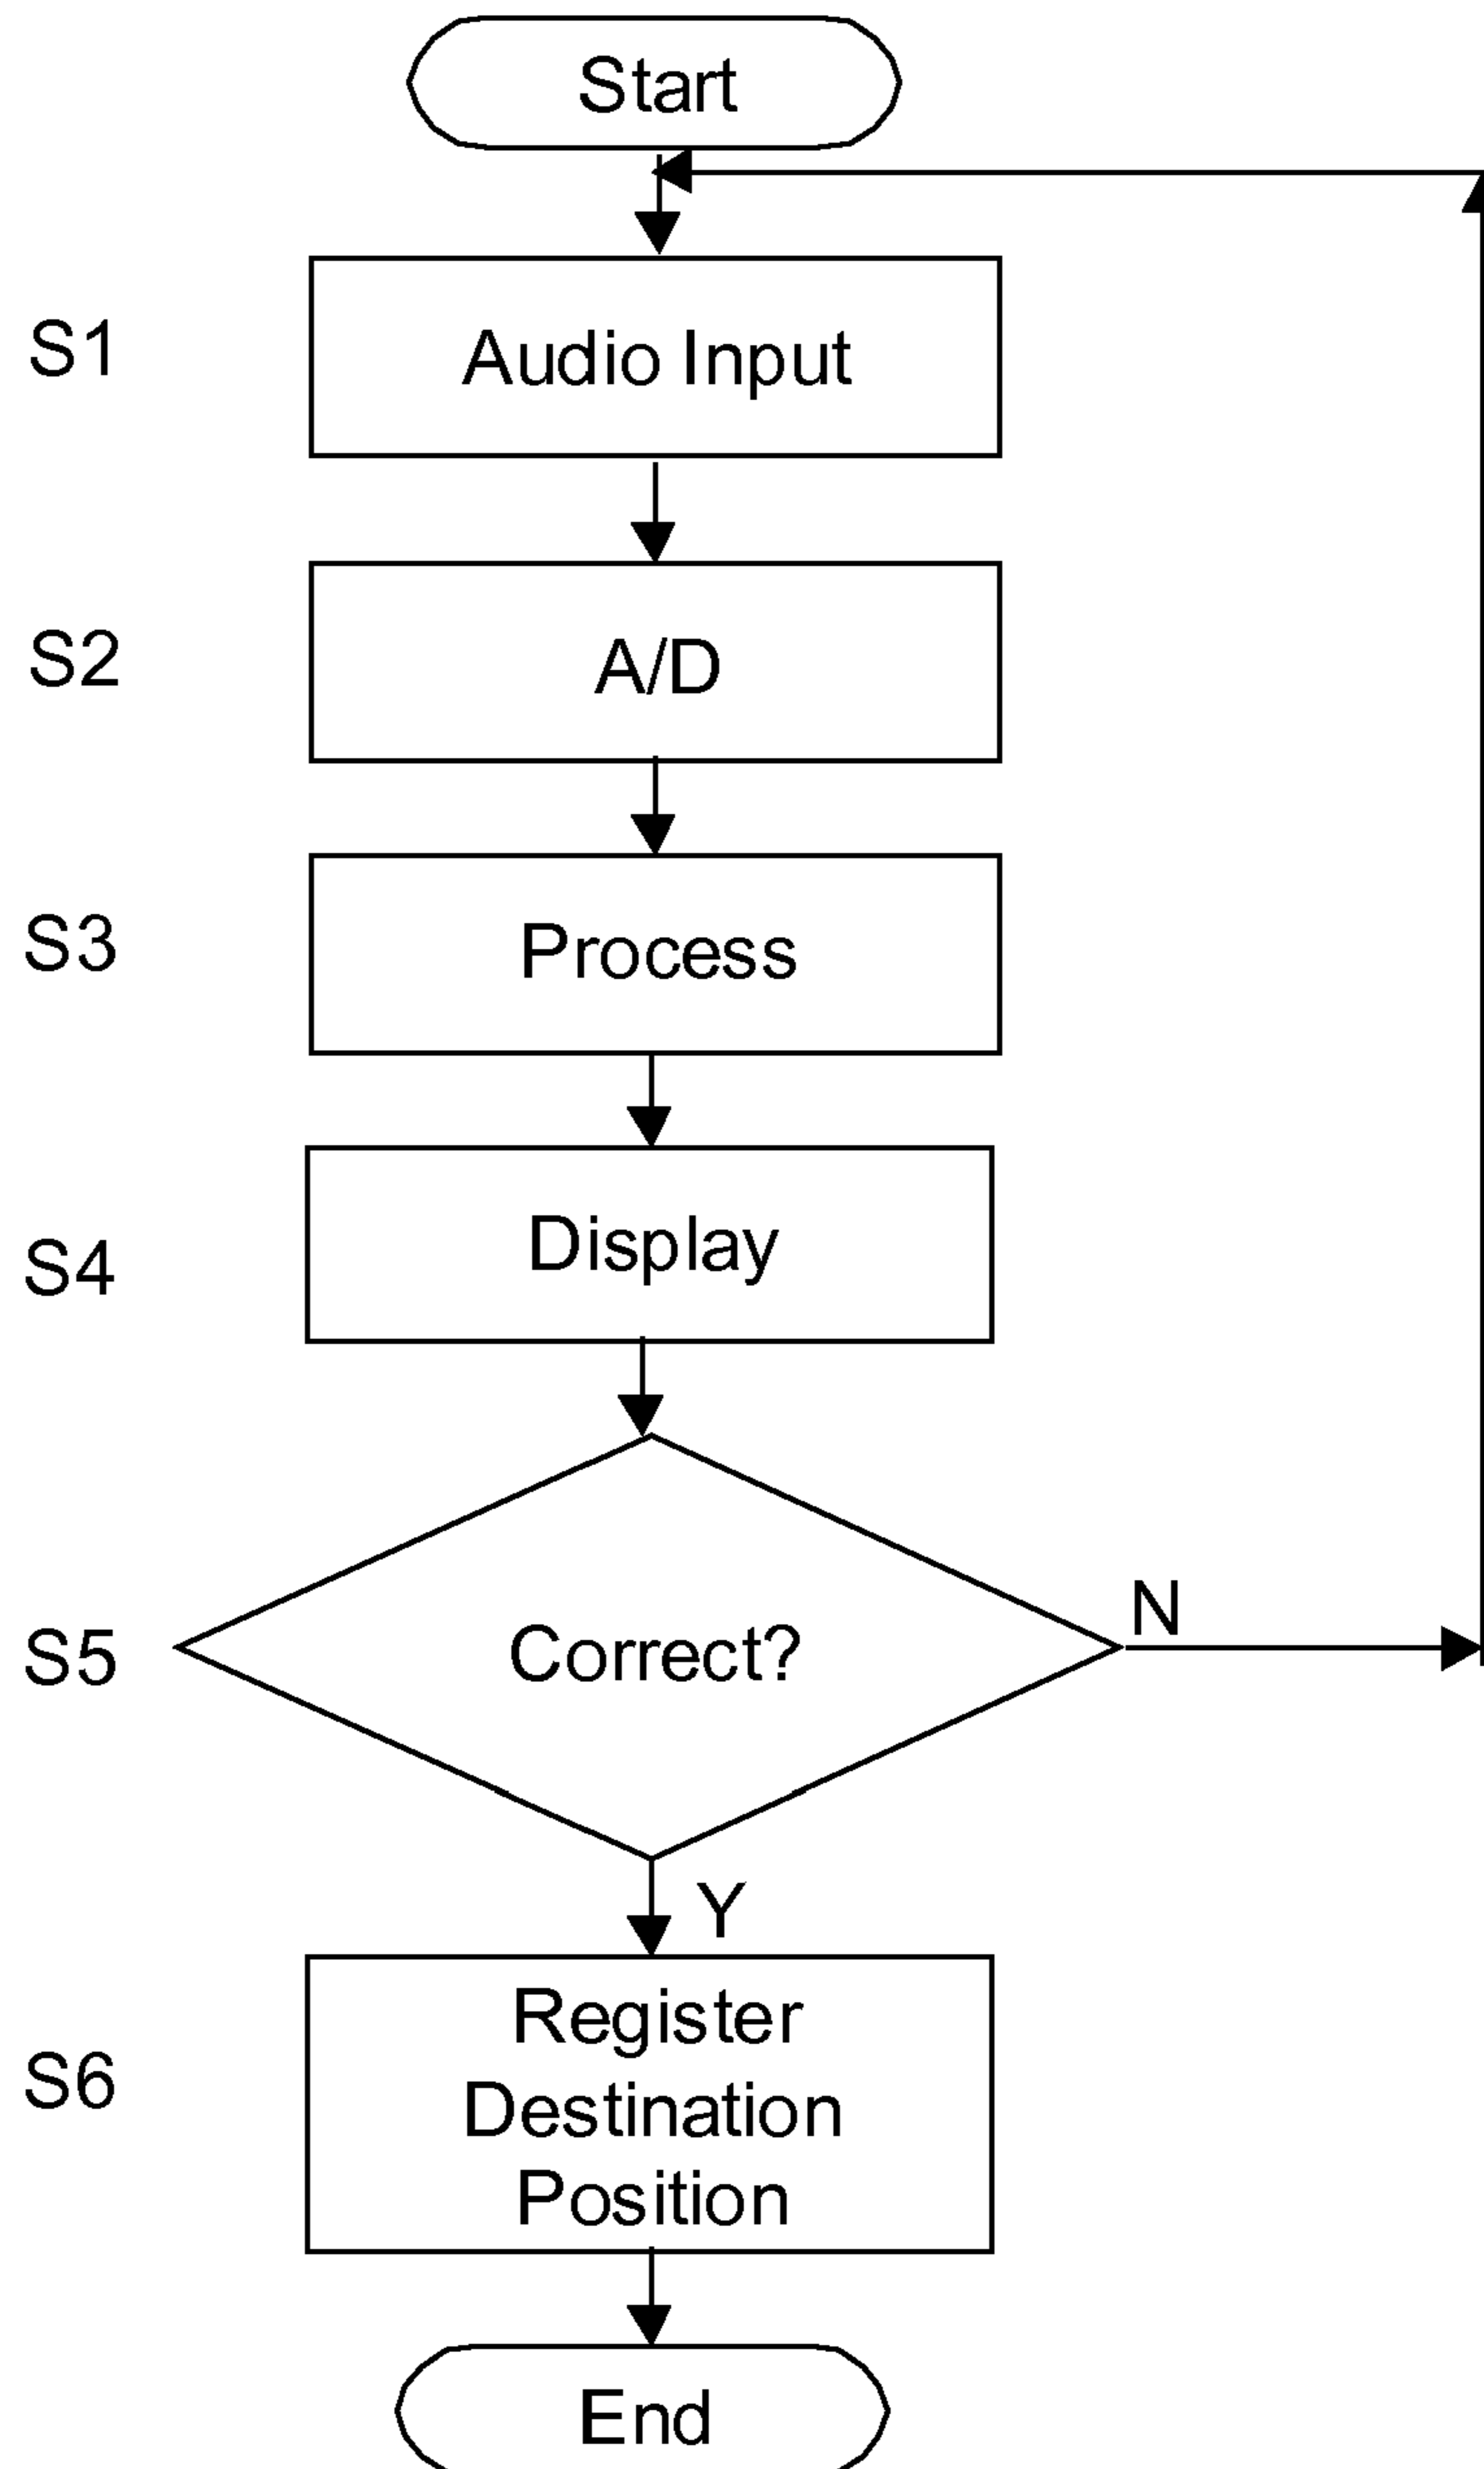 Start
S1
Audio Input
S2
A/D
S3
Process
S4
Display
N
S5
Correct?
Y
Register
S6
Destination
Position
End